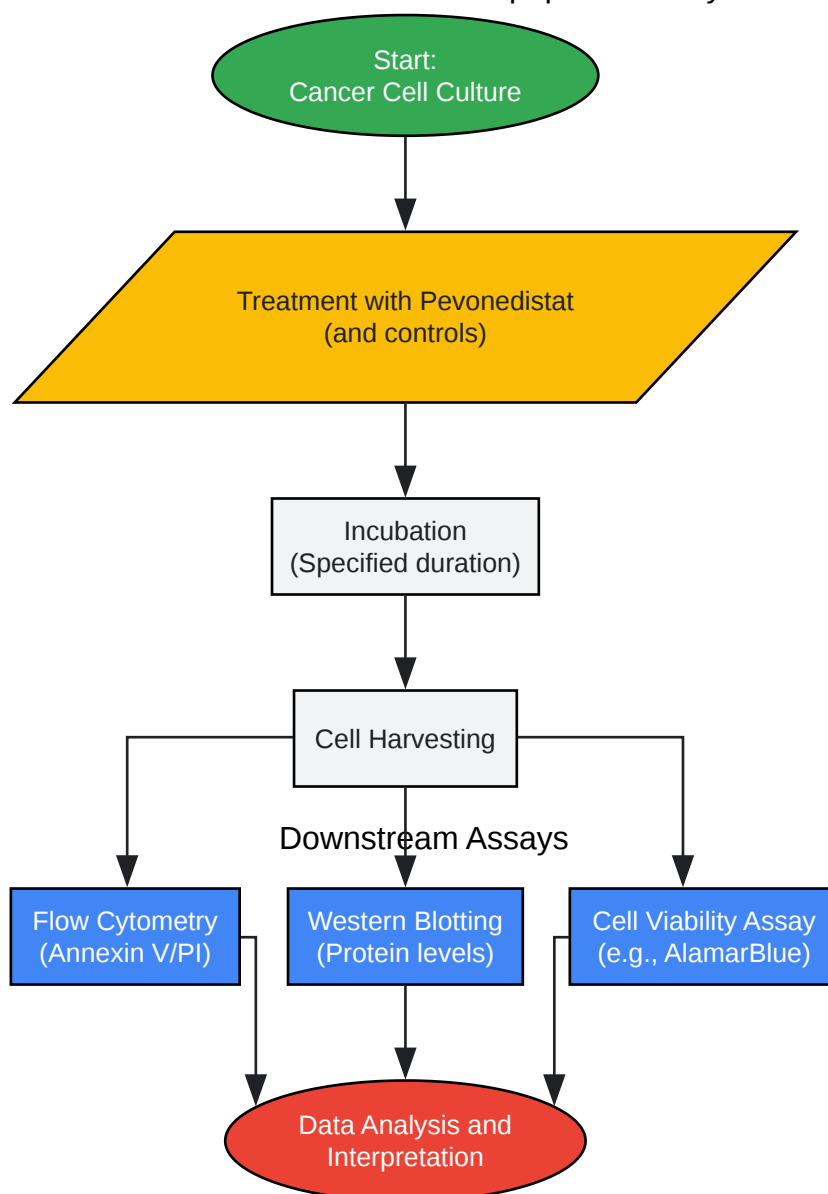 Start:
Cancer Cell Culture
Treatment with Pevonedistat
(and controls)
Incubation
(Specified duration)
Cell Harvesting
Downstream Assays
Flow Cytometry
(Annexin V/PI)
Western Blotting
(Protein levels)
Cell Viability Assay
(e.g., AlamarBlue)
Data Analysis and
Interpretation